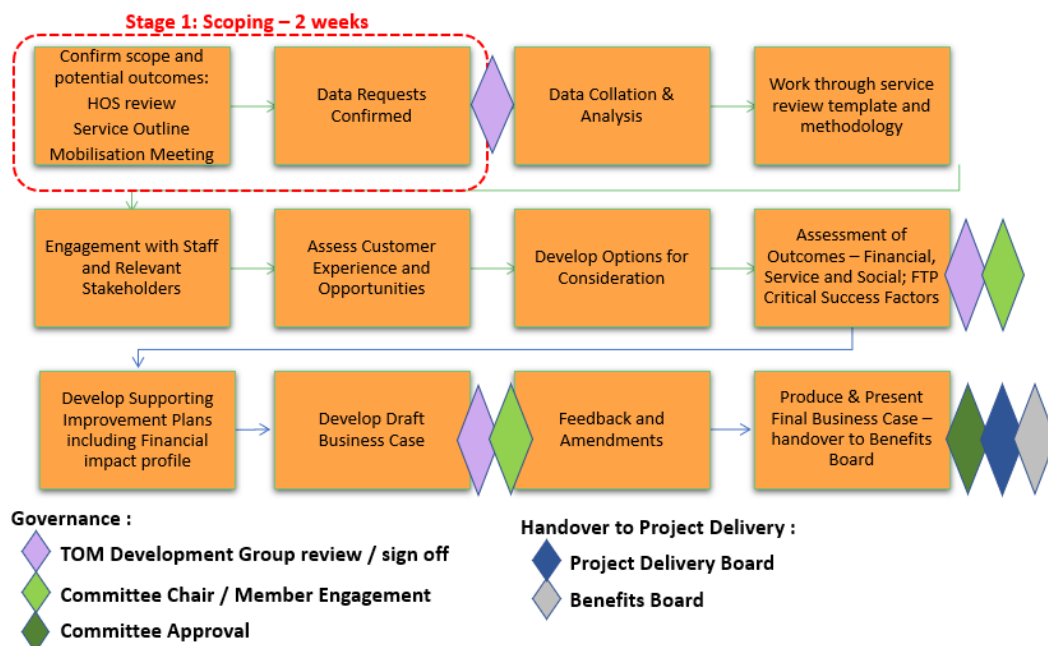 Stage 1: Scoping – 2 weeks
Confirm scope and
potential outcomes:
HOS review
Service Outline
Mobilisation Meeting
Data Requests
Confirmed
Data Collation &
Analysis
Work through service
review template and
methodology
Engagement with Staff
and Relevant
Stakeholders
Assess Customer
Experience and
Opportunities
Develop Options for
Consideration
Assessment of
Outcomes – Financial,
Service and Social; FTP
Critical Success Factors
Develop Supporting
Improvement Plans
including Financial
impact profile
Develop Draft
Business Case
Feedback and
Amendments
Produce & Present
Final Business Case –
handover to Benefits
Board
Governance :
TOM Development Group review / sign off
Committee Chair / Member Engagement
Committee Approval
Handover to Project Delivery :
Project Delivery Board
Benefits Board